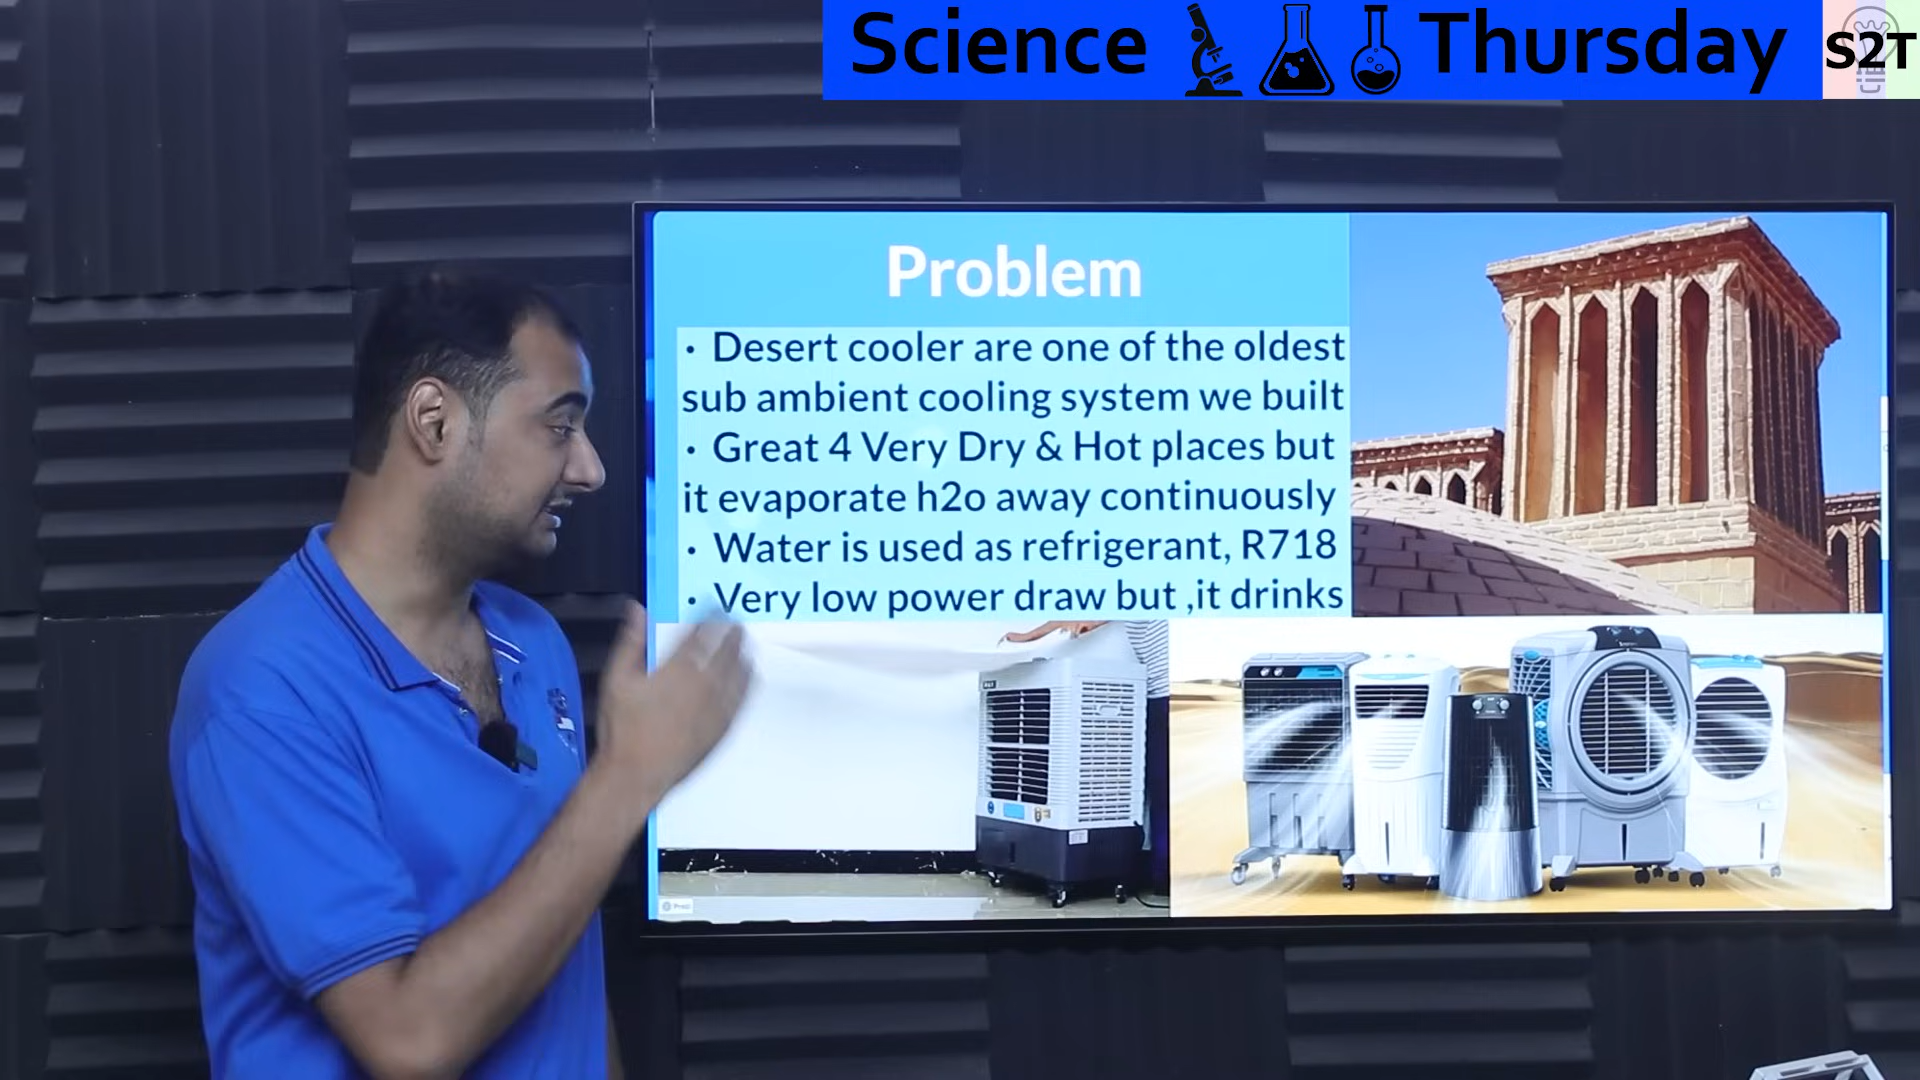 Science Thursday
S2T
Problem
• Desert cooler are one of the oldest
sub ambient cooling system we built
• Great 4 Very Dry & Hot places but
it evaporate h2o away continuously
• Water is used as refrigerant, R718
• Very low power draw but ,it drinks
Prezi